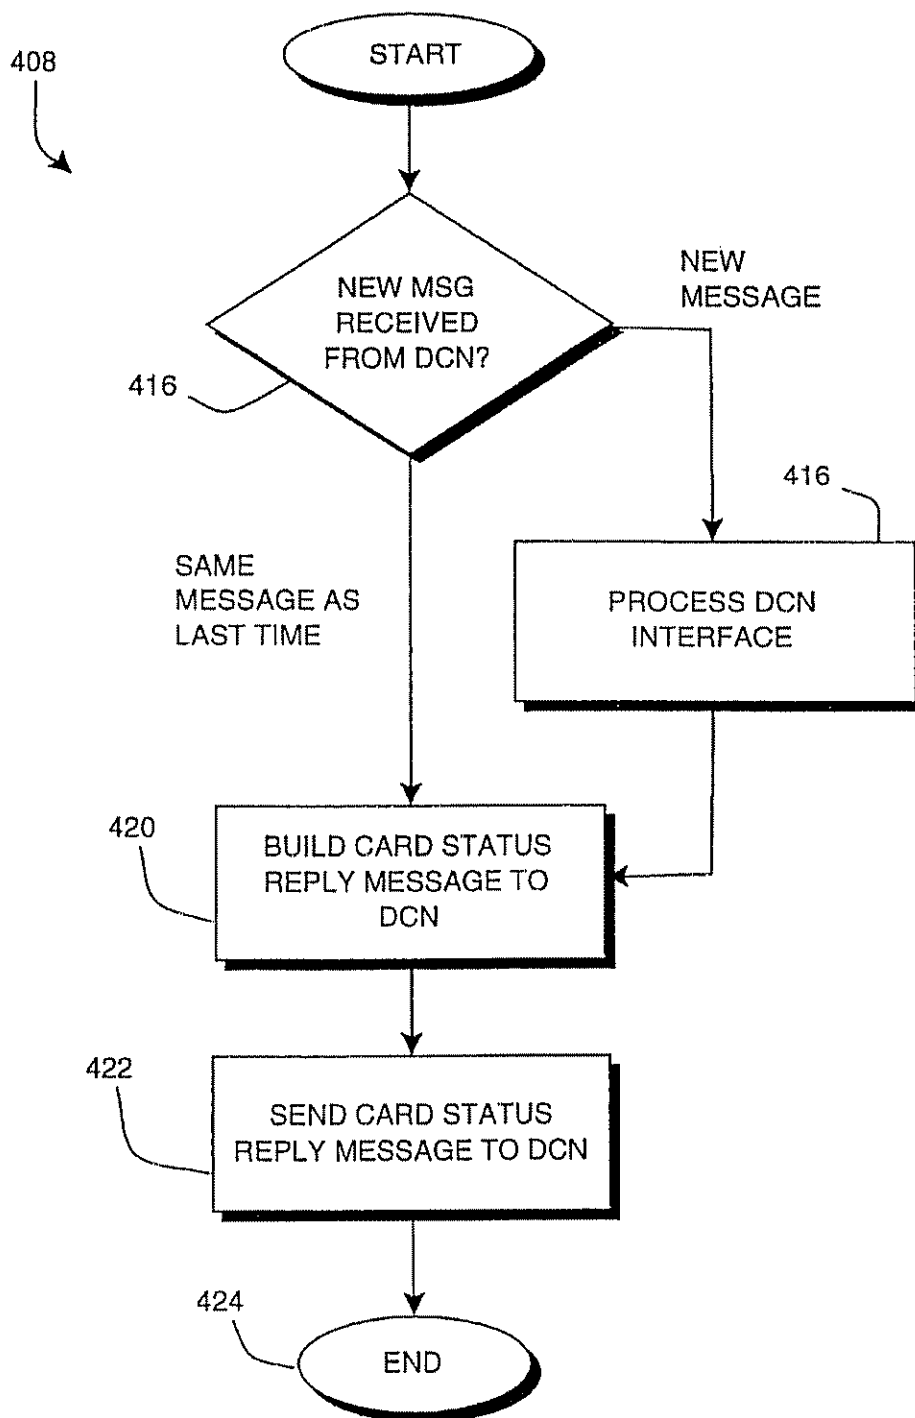 START
408
NEW MSG
RECEIVED
FROM DCN?
NEW
MESSAGE
416
416
SAME
MESSAGE AS
LAST TIME
PROCESS DCN
INTERFACE
420
BUILD CARD STATUS
REPLY MESSAGE TO
DCN
422
SEND CARD STATUS
REPLY MESSAGE TO DCN
424
END